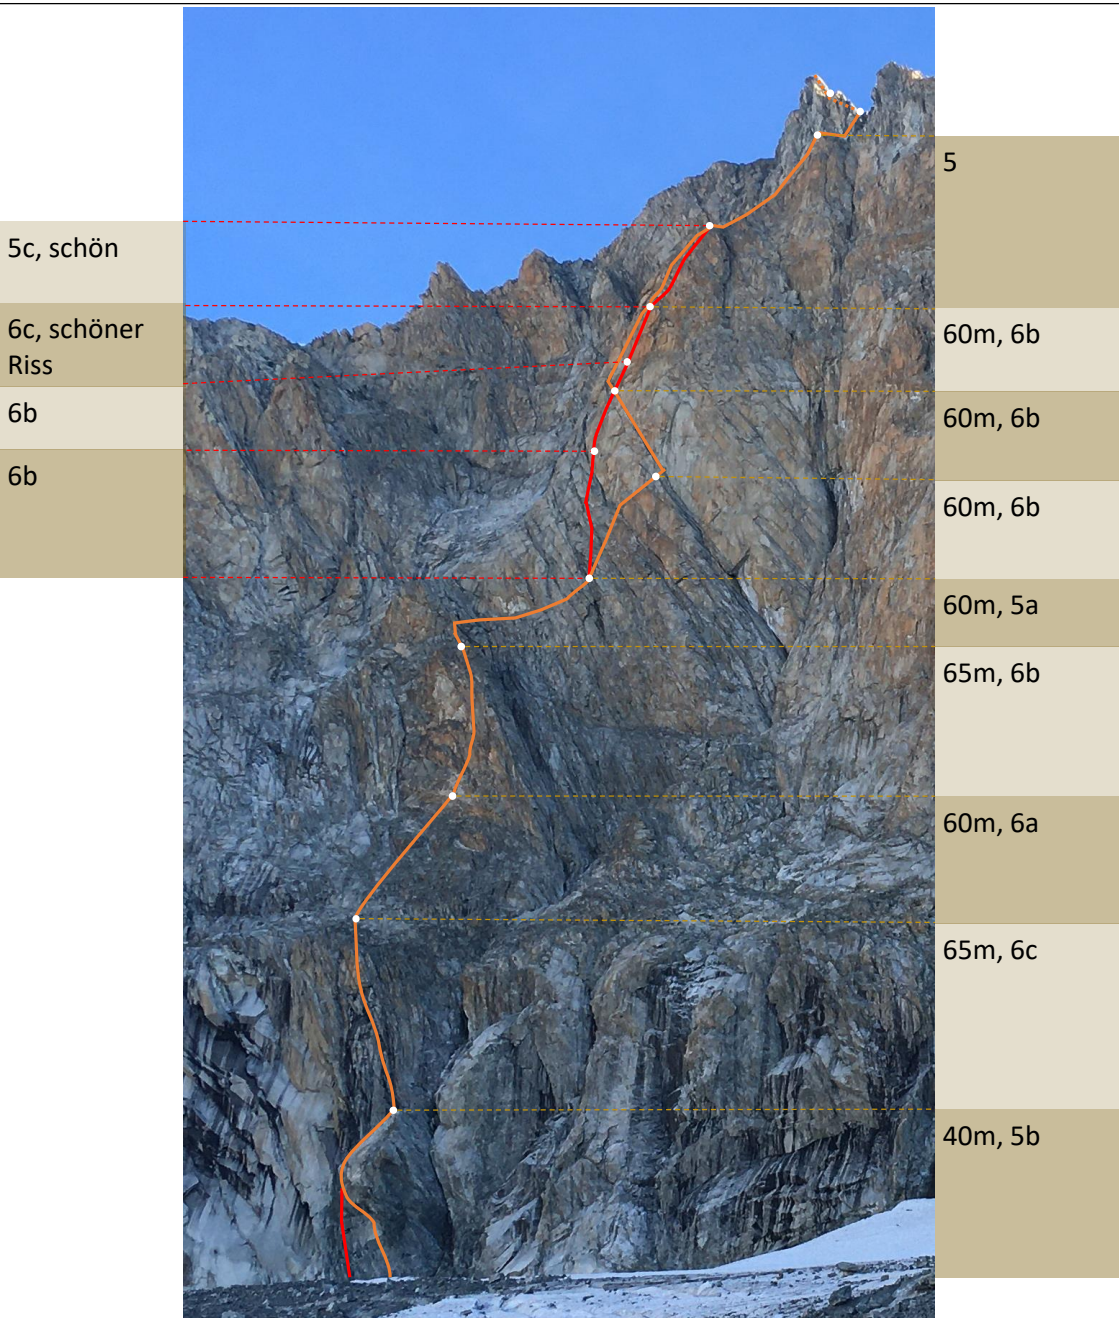 5c, schön
6c, schöner
Riss
6b
6b
5
60m, 6b
60m, 6b
60m, 6b
60m, 5a
65m, 6b
60m, 6a
65m, 6c
40m, 5b